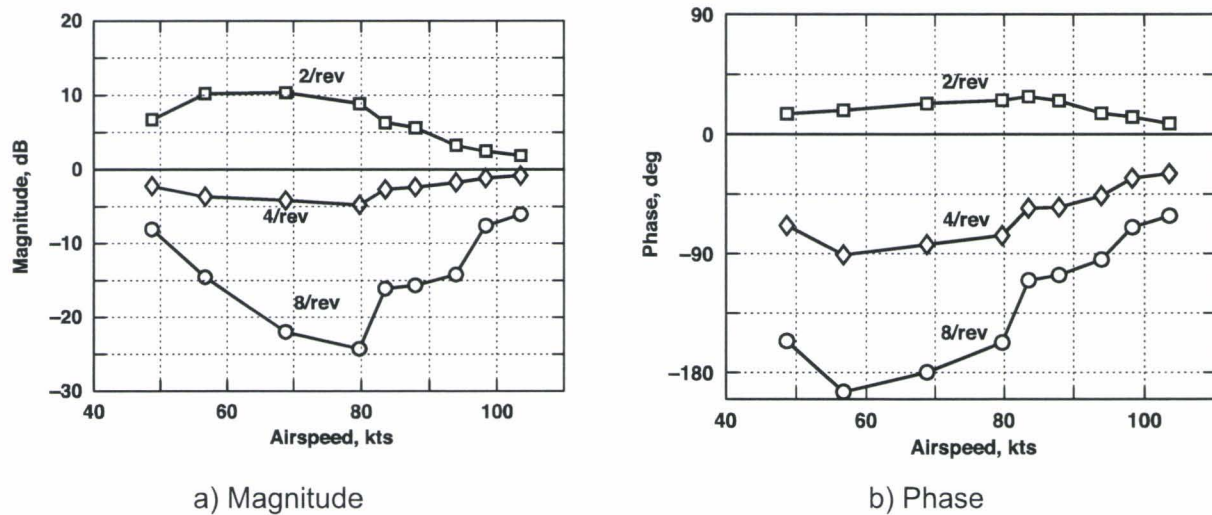 20
10
0
−10
−20
−30
Magnitude, dB
2/rev
4/rev
8/rev
40
60
80
100
Airspeed, kts
a) Magnitude
90
0
−90
−180
Phase, deg
2/rev
4/rev
8/rev
40
60
80
100
Airspeed, kts
b) Phase